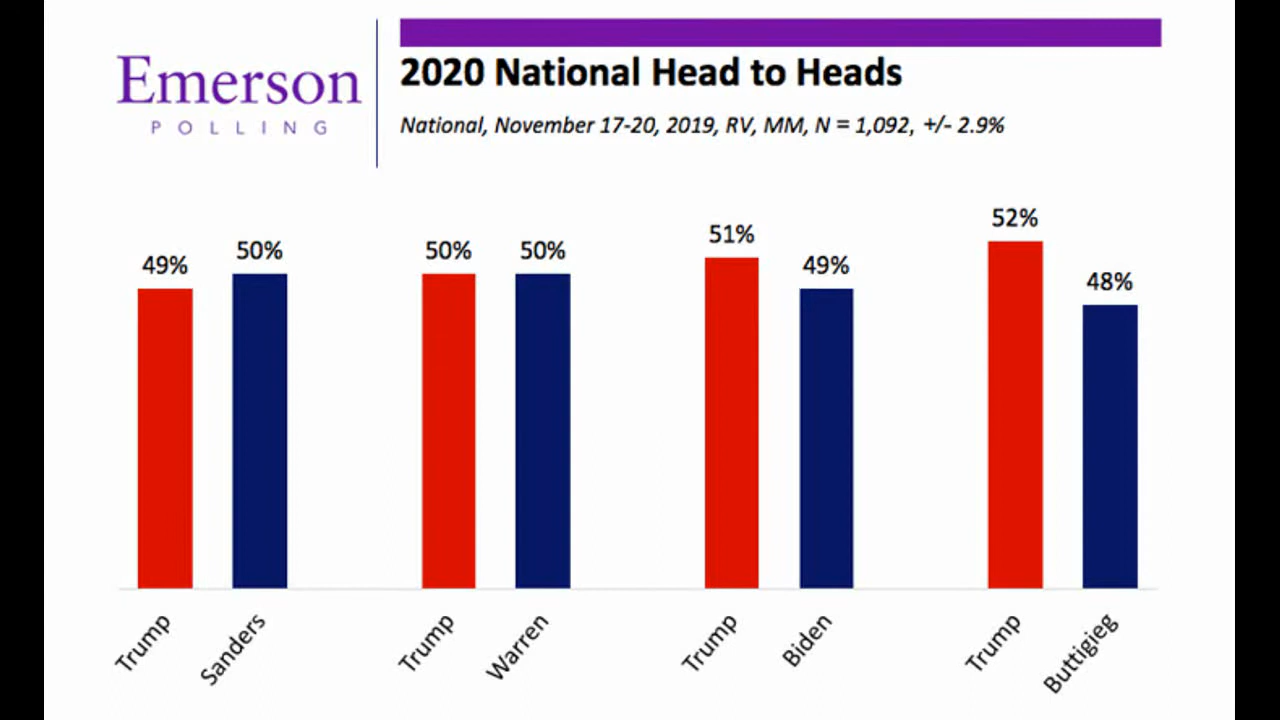 Emerson
POLLING
2020 National Head to Heads
National, November 17-20, 2019, RV, MM, N = 1,092, +/- 2.9%
49%
50%
50%
50%
51%
49%
52%
48%
Trump
Sanders
Trump
Warren
Trump
Biden
Trump
Buttigieg